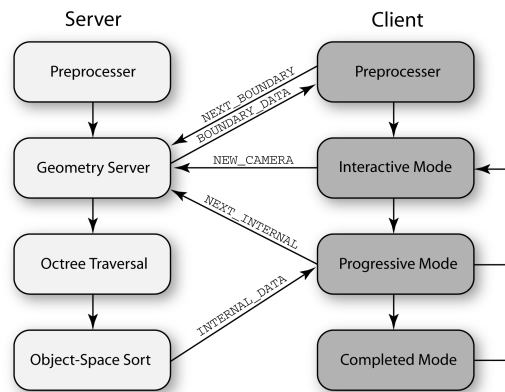 Server
Client
Preprocesser
Preprocesser
NEXT_BOUNDARY
BOUNDARY_DATA
Geometry Server
NEW_CAMERA
Interactive Mode
NEXT_INTERNAL
Octree Traversal
Progressive Mode
INTERNAL_DATA
Object-Space Sort
Completed Mode